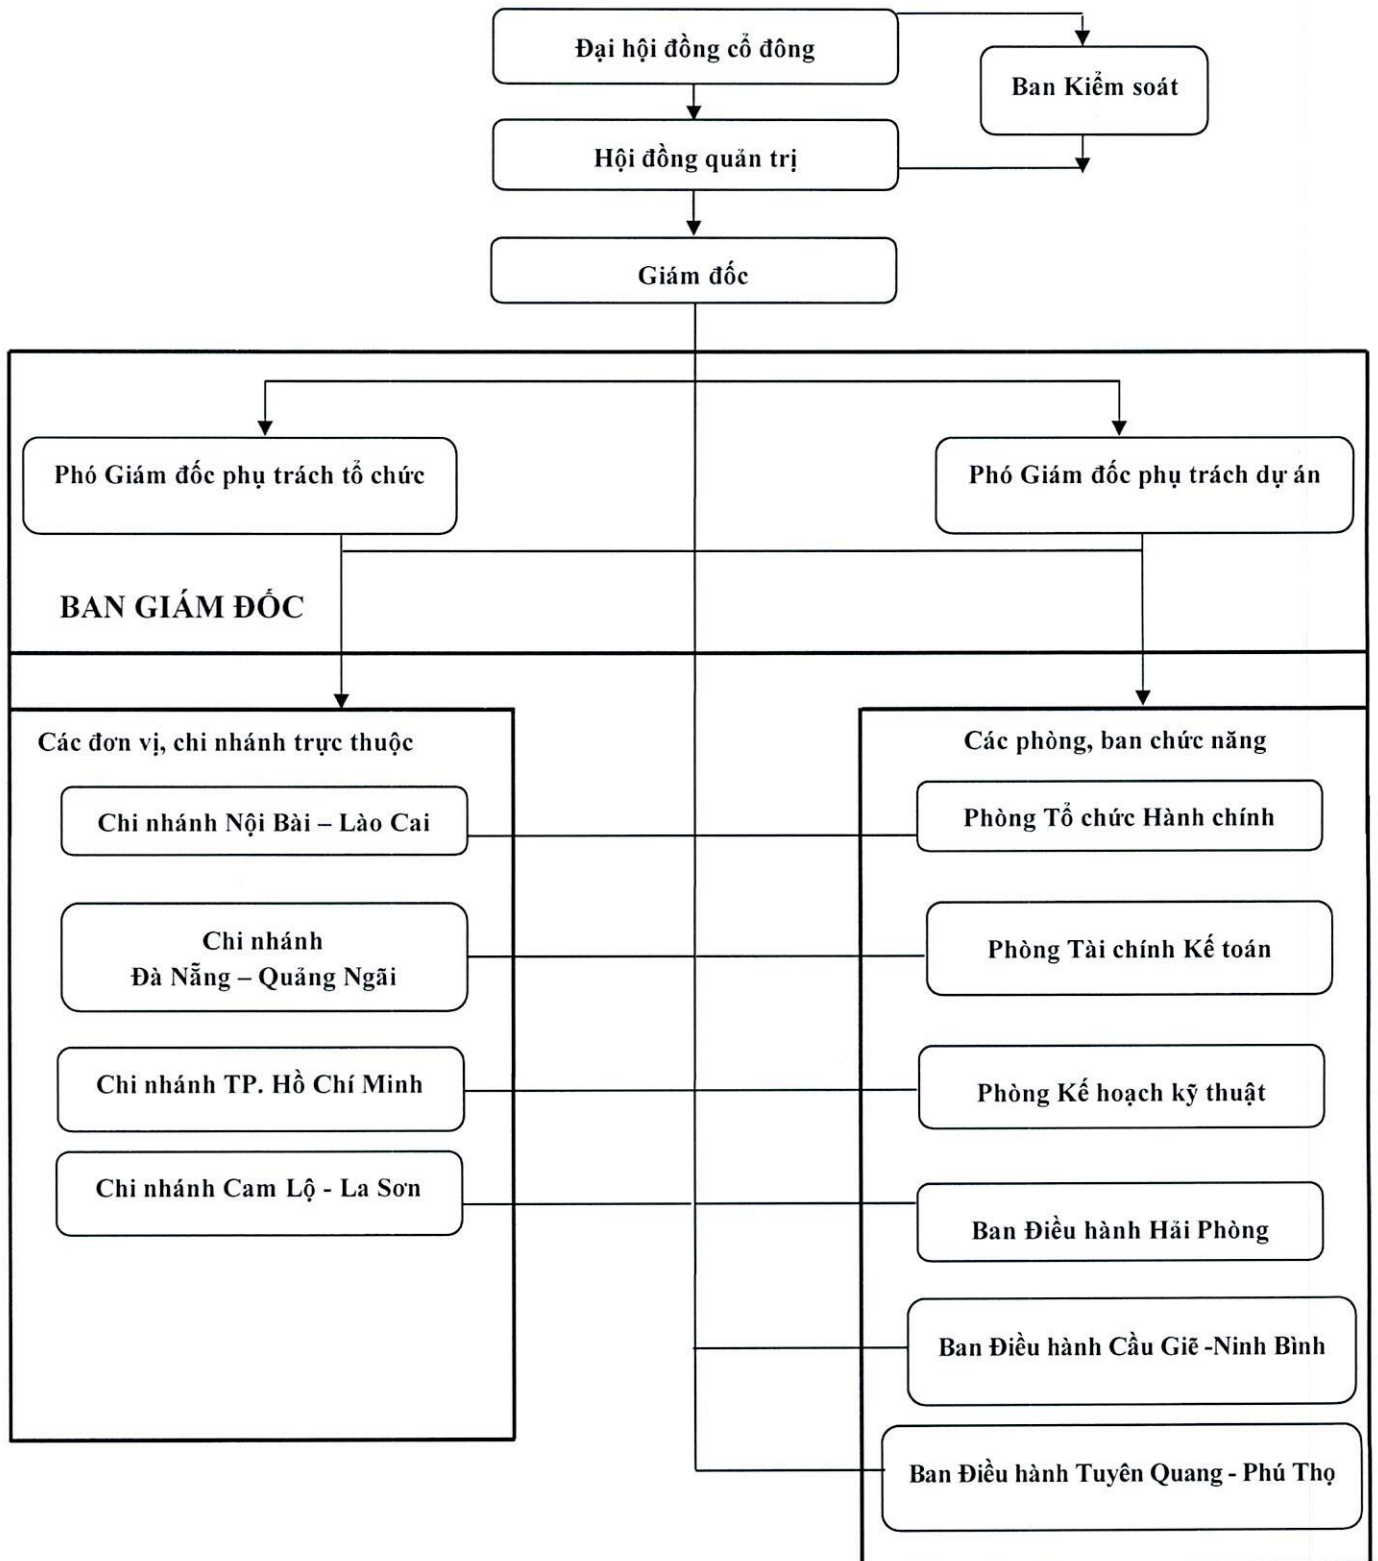 Đại hội đồng cổ đông
Ban Kiểm soát
Hội đồng quản trị
Giám đốc
Phó Giám đốc phụ trách tổ chức
Phó Giám đốc phụ trách dự án
BAN GIÁM ĐỐC
Các đơn vị, chi nhánh trực thuộc
Chi nhánh Nội Bài – Lào Cai
Chi nhánh
Đà Nẵng – Quảng Ngãi
Chi nhánh TP. Hồ Chí Minh
Chi nhánh Cam Lộ - La Sơn
Các phòng, ban chức năng
Phòng Tổ chức Hành chính
Phòng Tài chính Kế toán
Phòng Kế hoạch kỹ thuật
Ban Điều hành Hải Phòng
Ban Điều hành Cầu Giẽ -Ninh Bình
Ban Điều hành Tuyên Quang - Phú Thọ